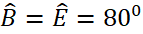 B̂ = Ê = 80⁰